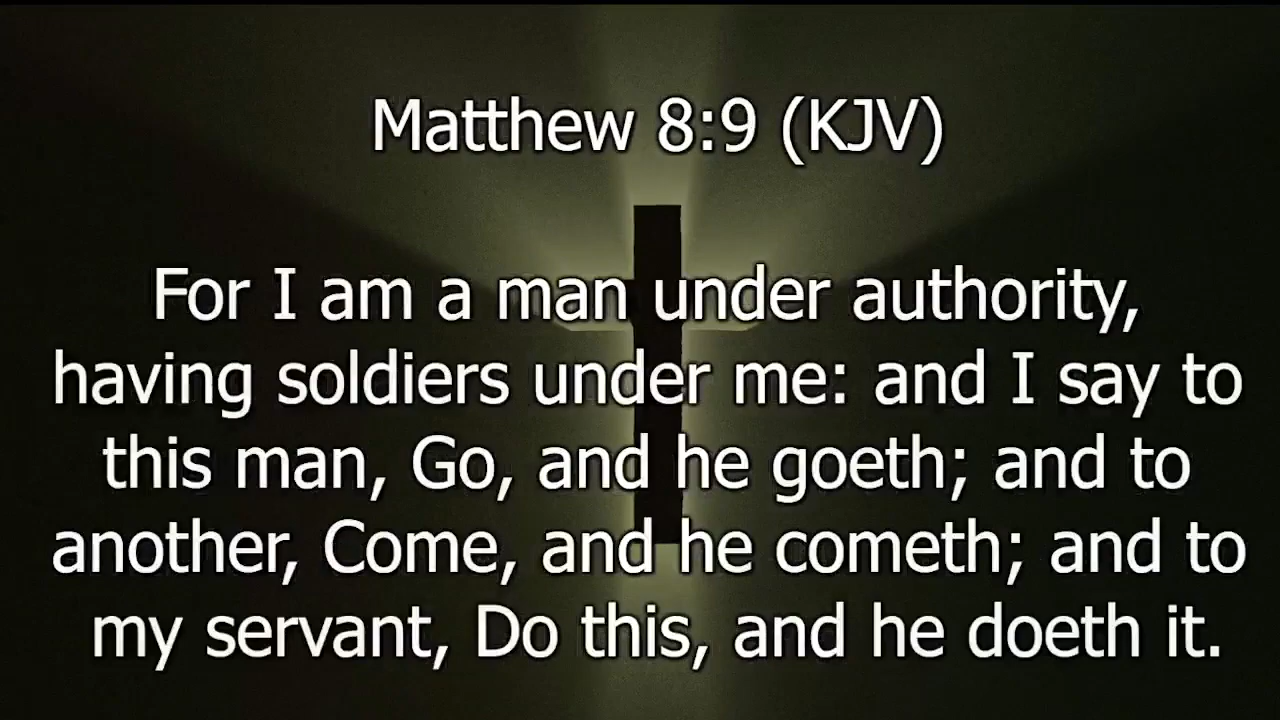 Matthew 8:9 (KJV)
For I am a man under authority,
having soldiers under me: and I say to
this man, Go, and he goeth; and to
another, Come, and he cometh; and to
my servant, Do this, and he doeth it.